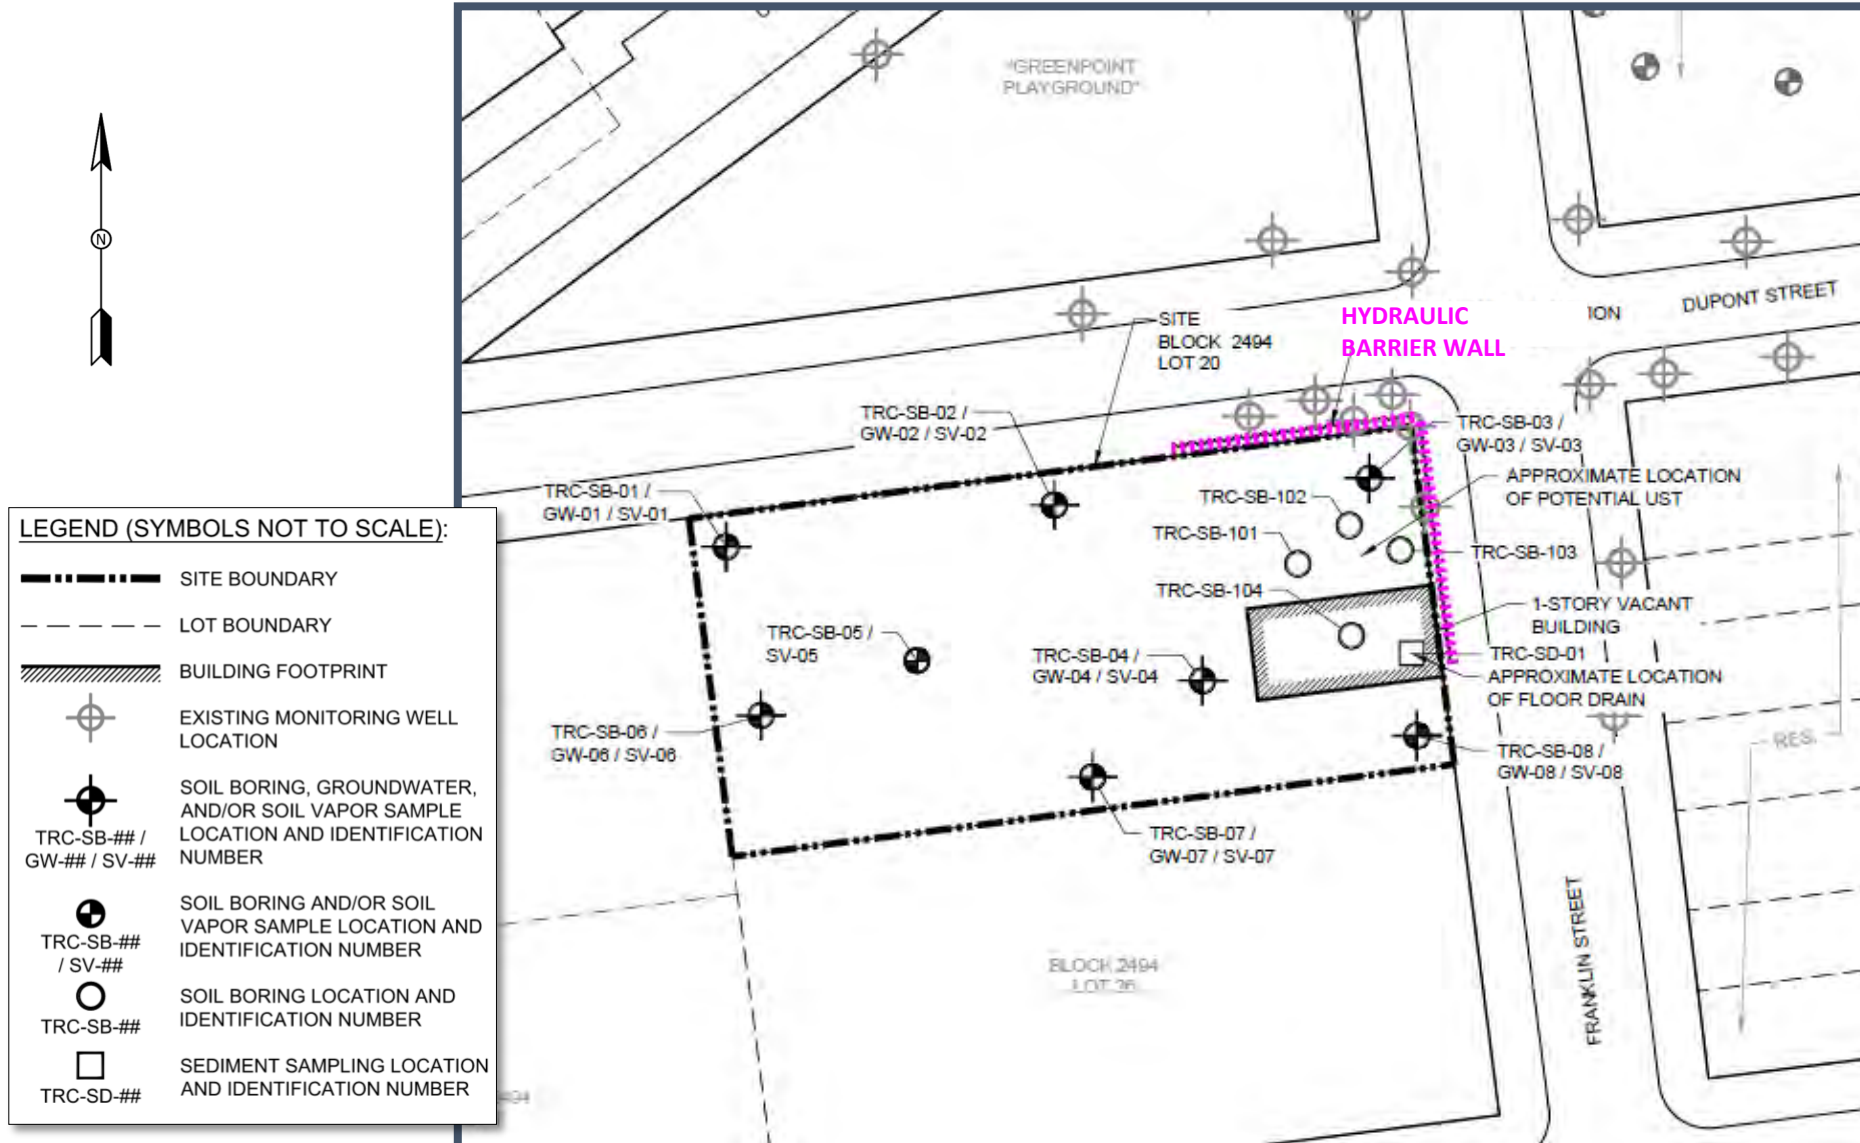 "GREENPOINT
PLAYGROUND"
N
HYDRAULIC
BARRIER WALL
ION
DUPONT STREET
SITE
BLOCK 2494
LOT 20
TRC-SB-02 /
GW-02 / SV-02
TRC-SB-03 /
GW-03 / SV-03
APPROXIMATE LOCATION
OF POTENTIAL UST
TRC-SB-01 /
GW-01 / SV-01
TRC-SB-102
TRC-SB-101
TRC-SB-103
TRC-SB-104
1-STORY VACANT
BUILDING
TRC-SB-05 /
SV-05
TRC-SB-04 /
GW-04 / SV-04
TRC-SD-01
APPROXIMATE LOCATION
OF FLOOR DRAIN
TRC-SB-06 /
GW-06 / SV-06
TRC-SB-08 /
GW-08 / SV-08
RES.
TRC-SB-07 /
GW-07 / SV-07
FRANKLIN STREET
BLOCK 2494
LOT 26
LEGEND (SYMBOLS NOT TO SCALE):
SITE BOUNDARY
LOT BOUNDARY
BUILDING FOOTPRINT
EXISTING MONITORING WELL
LOCATION
SOIL BORING, GROUNDWATER,
AND/OR SOIL VAPOR SAMPLE
LOCATION AND IDENTIFICATION
NUMBER
TRC-SB-## /
GW-## / SV-##
SOIL BORING AND/OR SOIL
VAPOR SAMPLE LOCATION AND
IDENTIFICATION NUMBER
TRC-SB-##
/ SV-##
SOIL BORING LOCATION AND
IDENTIFICATION NUMBER
TRC-SB-##
SEDIMENT SAMPLING LOCATION
AND IDENTIFICATION NUMBER
TRC-SD-##